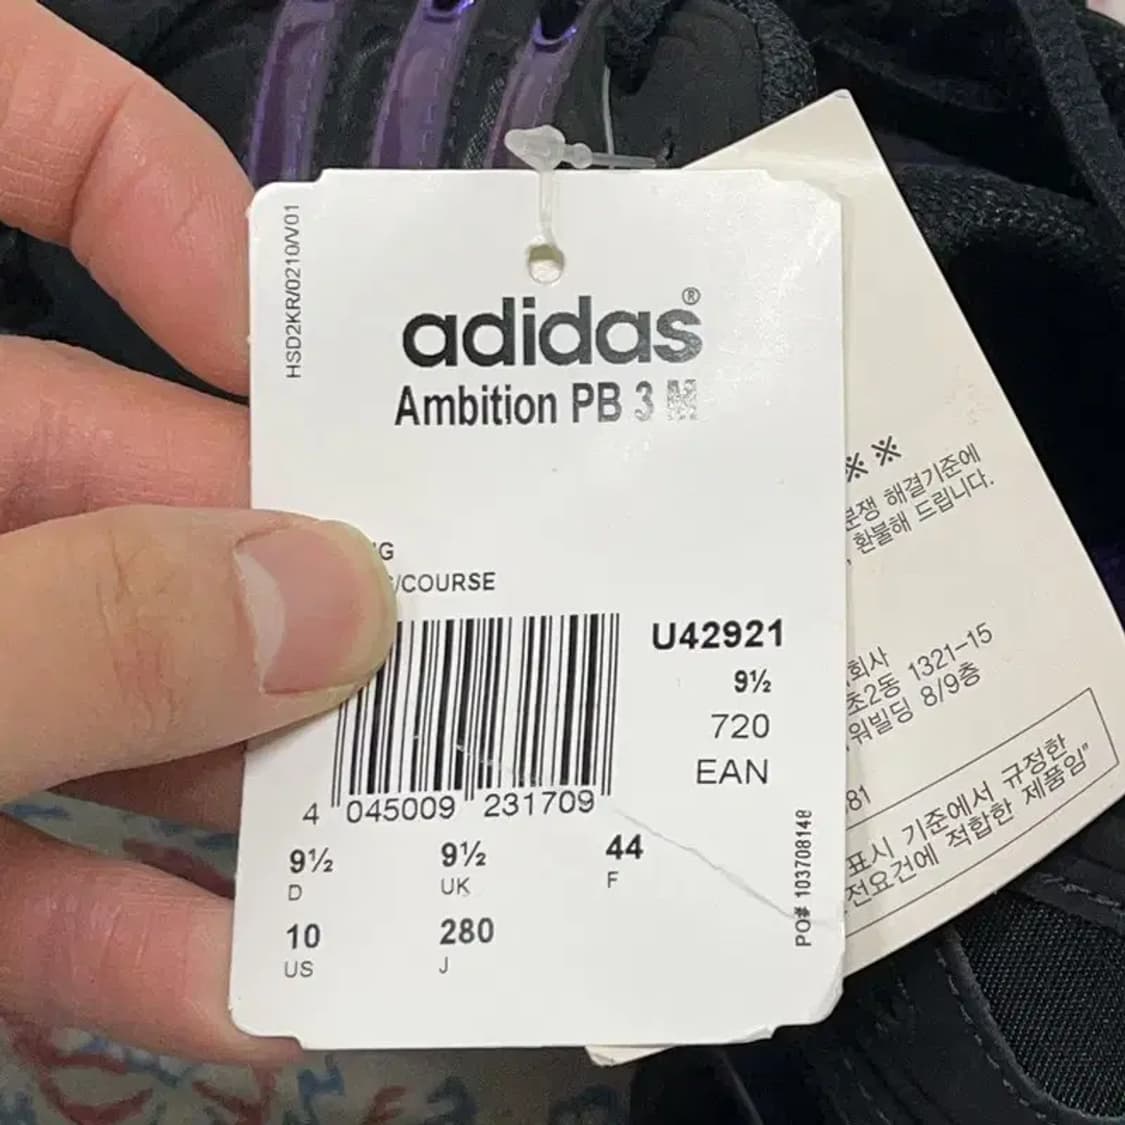 HSD2KR/0210/V01
adidas®
Ambition PB 3 M
G
/COURSE
U42921
9½
720
EAN
4 045009 231709
9½ 9½ 44
D UK F
10 280
US J
PO# 103708148
※ ※
분쟁 해결기준에
, 환불해 드립니다.
회사
초2동 1321-15
워빌딩 8/9층
81
표시 기준에서 규정한
전요건에 적합한 제품임"